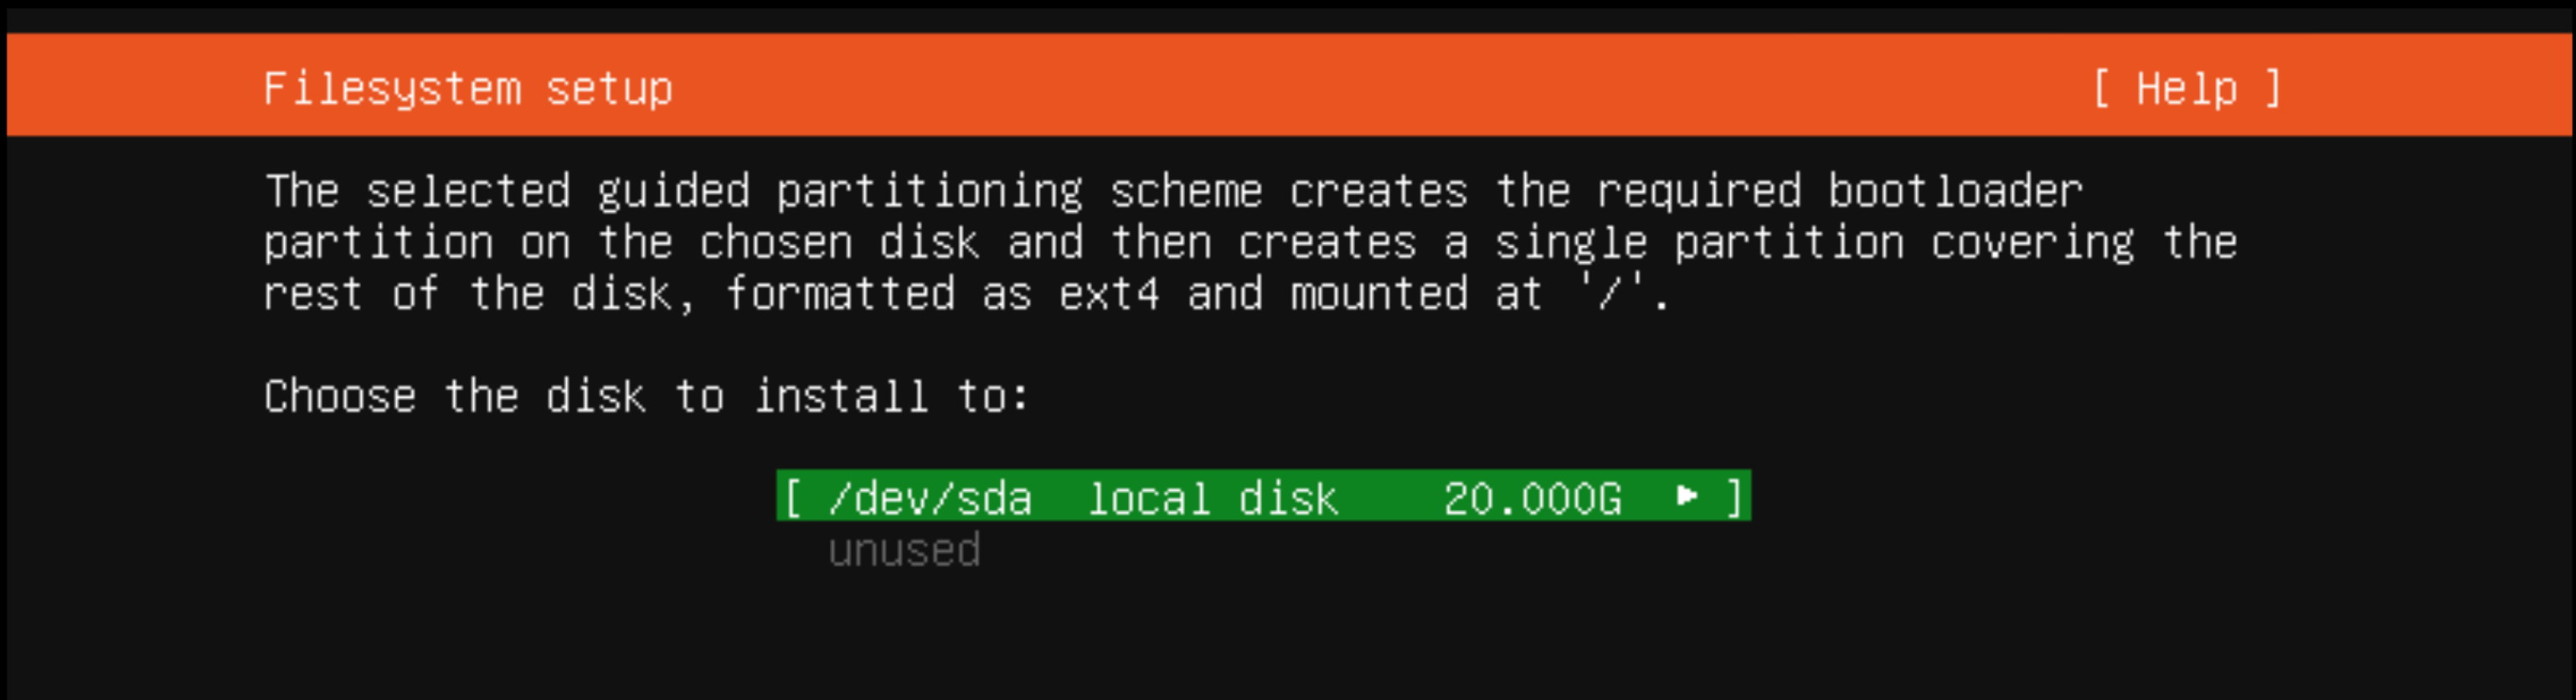 Filesystem setup [ Help ]
The selected guided partitioning scheme creates the required bootloader
partition on the chosen disk and then creates a single partition covering the
rest of the disk, formatted as ext4 and mounted at '/'.
Choose the disk to install to:
[ /dev/sda local disk 20.000G ► ]
unused